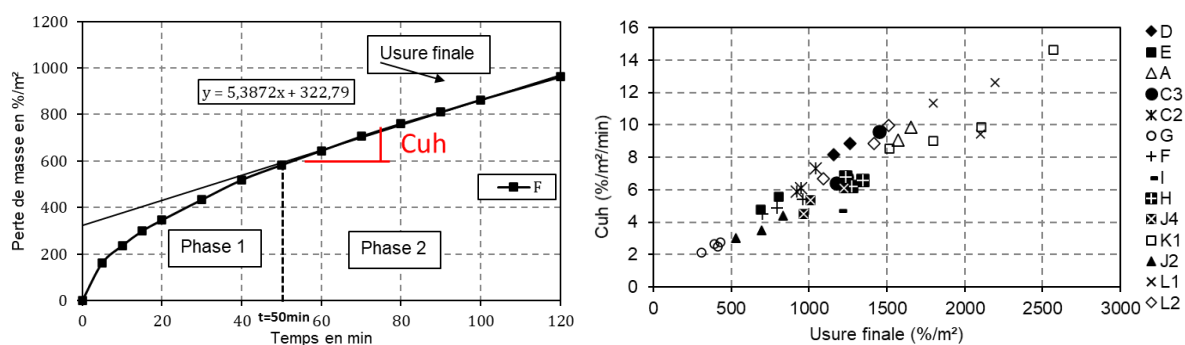 1200
1000
800
600
400
200
0
Perte de masse en %/m²
Usure finale
y = 5,3872x + 322,79
Cuh
F
Phase 1
Phase 2
0
20
40
t=50min
60
80
100
120
Temps en min
16
14
12
10
8
6
4
2
0
Cuh (%/m²/min)
0
500
1000
1500
2000
2500
3000
Usure finale (%/m²)
D
E
A
C3
C2
G
F
I
H
J4
K1
J2
L1
L2